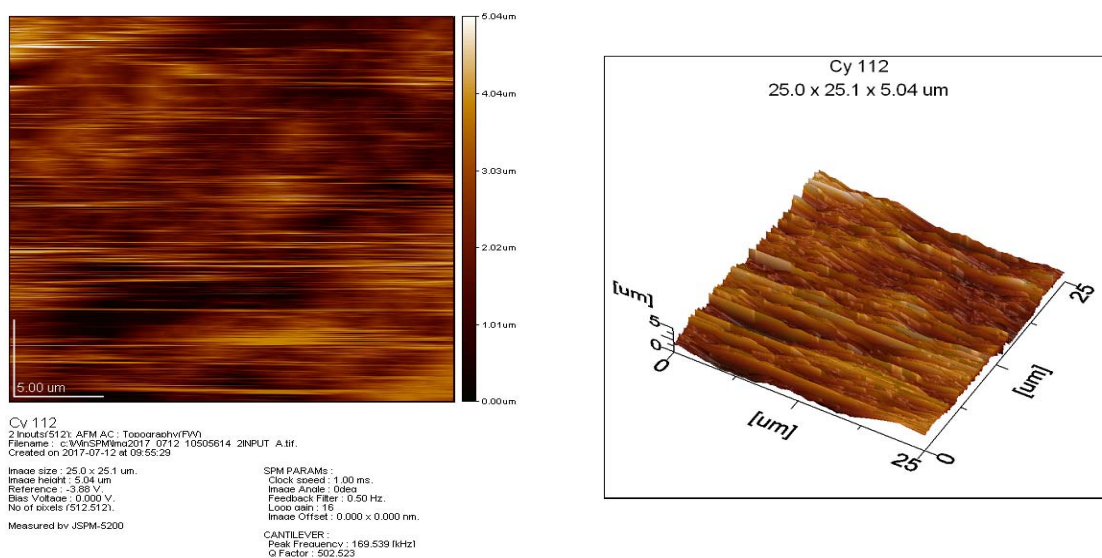 5.04um
4.04um
3.03um
2.02um
1.01um
0.00um
5.00 um
Cy 112
2 Inputs(512): AFM AC : Topography(FW)
Filename : c:\WinSPM\Img2017_0712_10505614_2INPUT_A.tif.
Created on 2017-07-12 at 09:55:29
Image size : 25.0 x 25.1 um.
Image height : 5.04 um
Reference : -3.88 V.
Bias Voltage : 0.000 V.
No of pixels (512,512).
Measured by JSPM-5200
SPM PARAMs :
Clock speed : 1.00 ms.
Image Angle : 0deg
Feedback Filter : 0.50 Hz.
Loop gain : 16
Image Offset : 0.000 x 0.000 nm.
CANTILEVER :
Peak Frequency : 169.539 [kHz]
Q Factor : 502.523
Cy 112
25.0 x 25.1 x 5.04 um
[um]
5
0
0
[um]
25
0
[um]
25